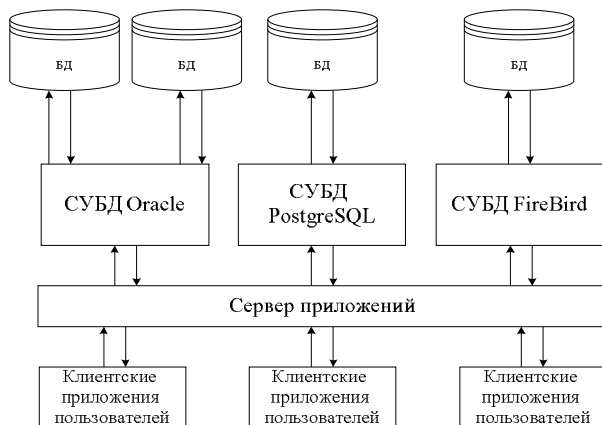 БД
БД
БД
БД
СУБД Oracle
СУБД
PostgreSQL
СУБД FireBird
Сервер приложений
Клиентские
приложения
пользователей
Клиентские
приложения
пользователей
Клиентские
приложения
пользователей